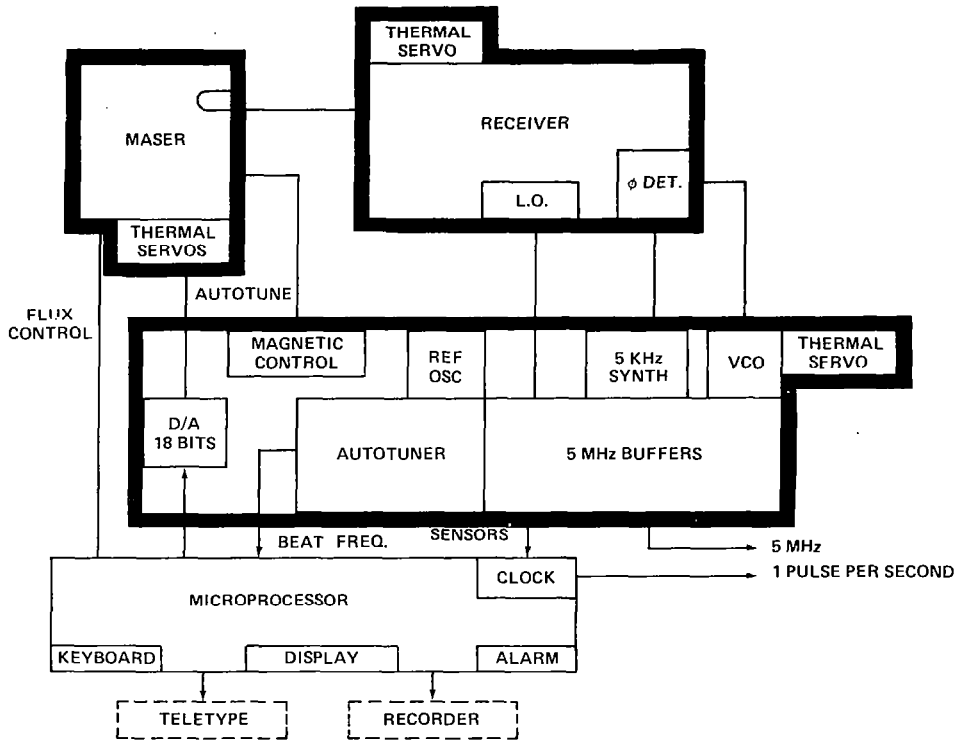 THERMAL
SERVO
MASER
RECEIVER
φ DET.
L.O.
THERMAL
SERVOS
AUTOTUNE
FLUX
CONTROL
MAGNETIC
CONTROL
REF
OSC
5 KHz
SYNTH
VCO
THERMAL
SERVO
D/A
18 BITS
AUTOTUNER
5 MHz BUFFERS
BEAT FREQ.
SENSORS
5 MHz
1 PULSE PER SECOND
CLOCK
MICROPROCESSOR
KEYBOARD
DISPLAY
ALARM
TELETYPE
RECORDER